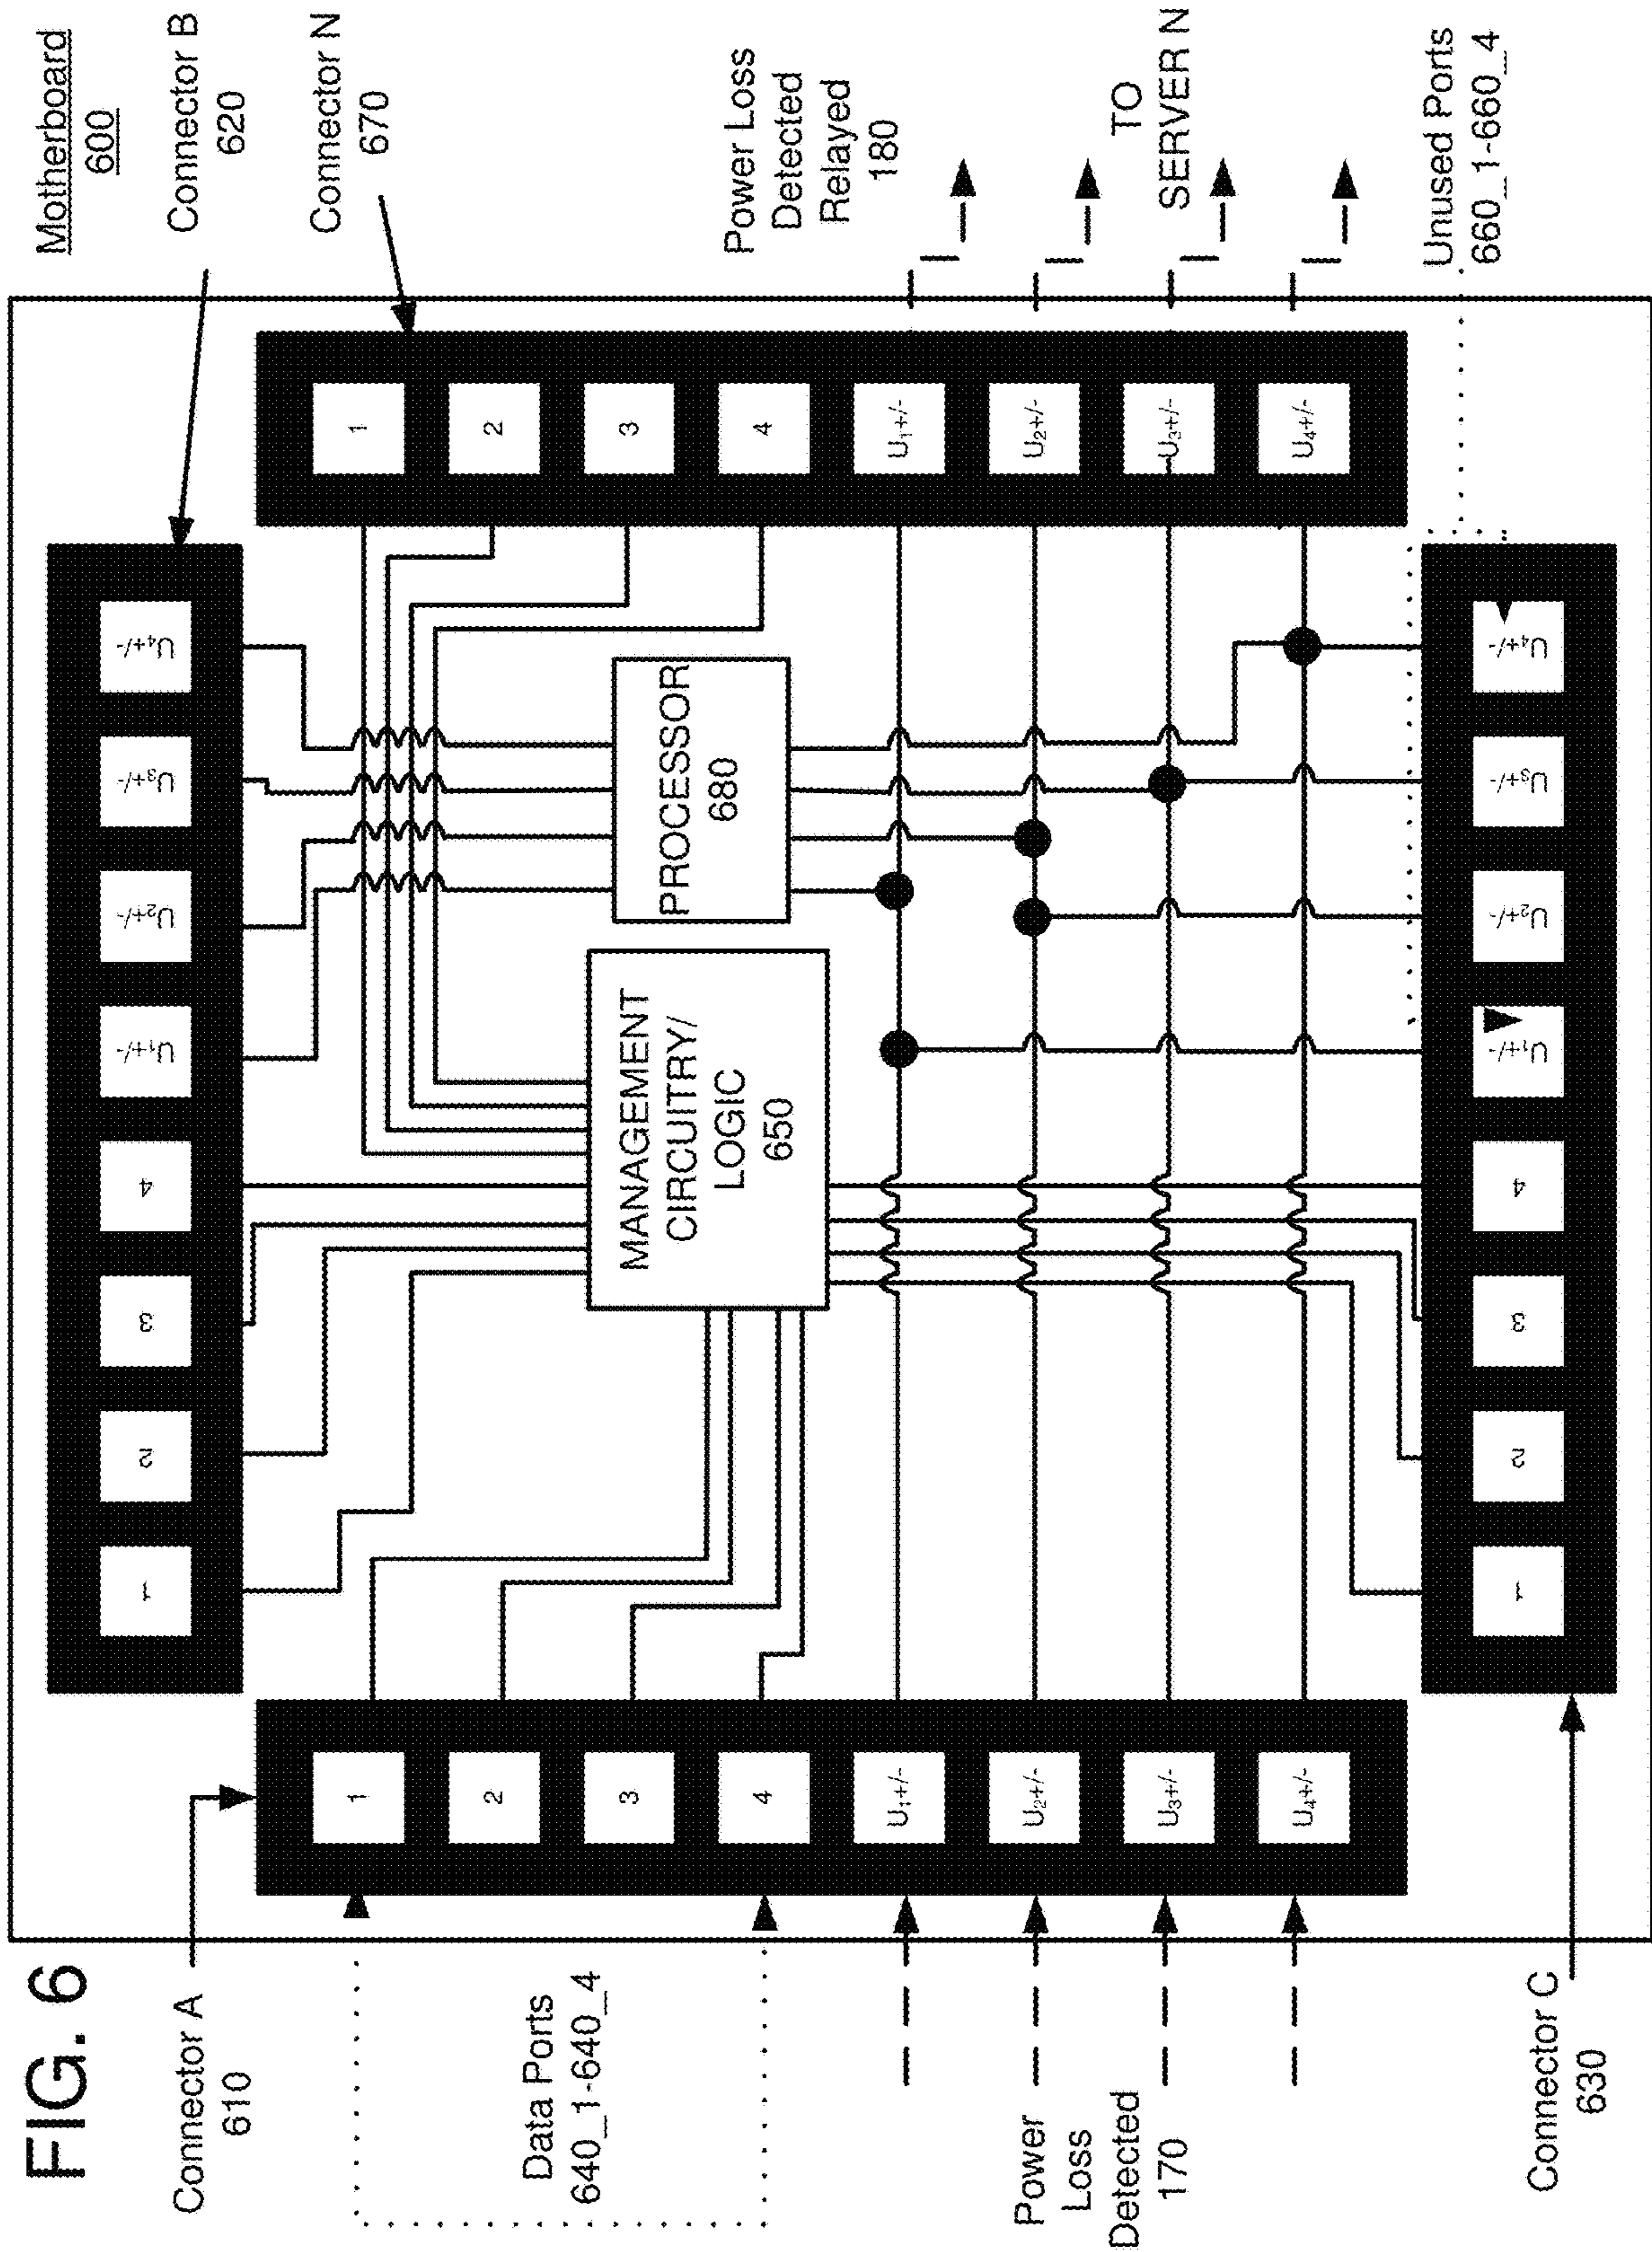 FIG. 6
Motherboard
600
Connector A
610
Connector B
620
Connector N
670
1
2
3
4
U1+/-
U2+/-
U3+/-
U4+/-
1
2
3
4
U1+/-
U2+/-
U3+/-
U4+/-
1
2
3
4
U1+/-
U2+/-
U3+/-
U4+/-
Data Ports
640_1-640_4
MANAGEMENT
CIRCUITRY/
LOGIC
650
PROCESSOR
680
Power Loss
Detected
Relayed
180
Power
Loss
Detected
170
TO
SERVER N
1
2
3
4
U1+/-
U2+/-
U3+/-
U4+/-
Connector C
630
Unused Ports
660_1-660_4